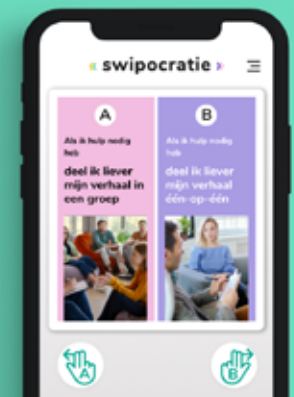 « swipocratie »
A
Als ik hulp nodig
heb
deel ik liever
mijn verhaal in
een groep
B
Als ik hulp nodig
heb
deel ik liever
mijn verhaal
één-op-één
A
B